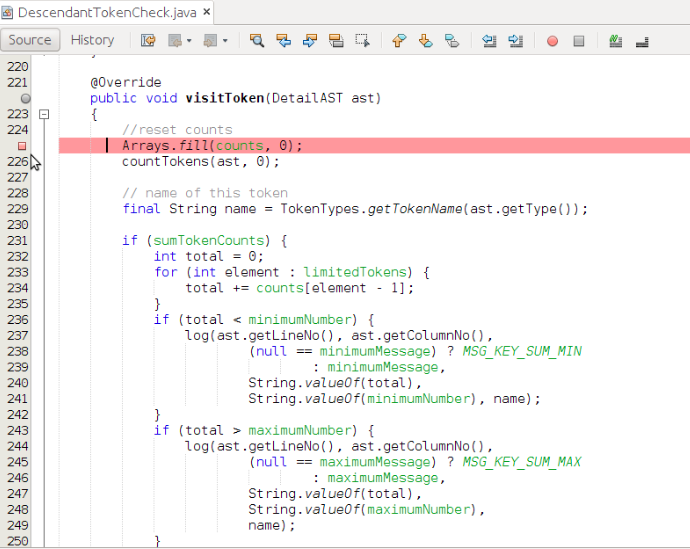 DescendantTokenCheck.java ×
Source History
220
221 @Override
public void visitToken(DetailAST ast)
223 {
224 //reset counts
Arrays.fill(counts, 0);
226 countTokens(ast, 0);
227
228 // name of this token
229 final String name = TokenTypes.getTokenName(ast.getType());
230
231 if (sumTokenCounts) {
232 int total = 0;
233 for (int element : limitedTokens) {
234 total += counts[element - 1];
235 }
236 if (total < minimumNumber) {
237 log(ast.getLineNo(), ast.getColumnNo(),
238 (null == minimumMessage) ? MSG_KEY_SUM_MIN
239 : minimumMessage,
240 String.valueOf(total),
241 String.valueOf(minimumNumber), name);
242 }
243 if (total > maximumNumber) {
244 log(ast.getLineNo(), ast.getColumnNo(),
245 (null == maximumMessage) ? MSG_KEY_SUM_MAX
246 : maximumMessage,
247 String.valueOf(total),
248 String.valueOf(maximumNumber),
249 name);
250 }